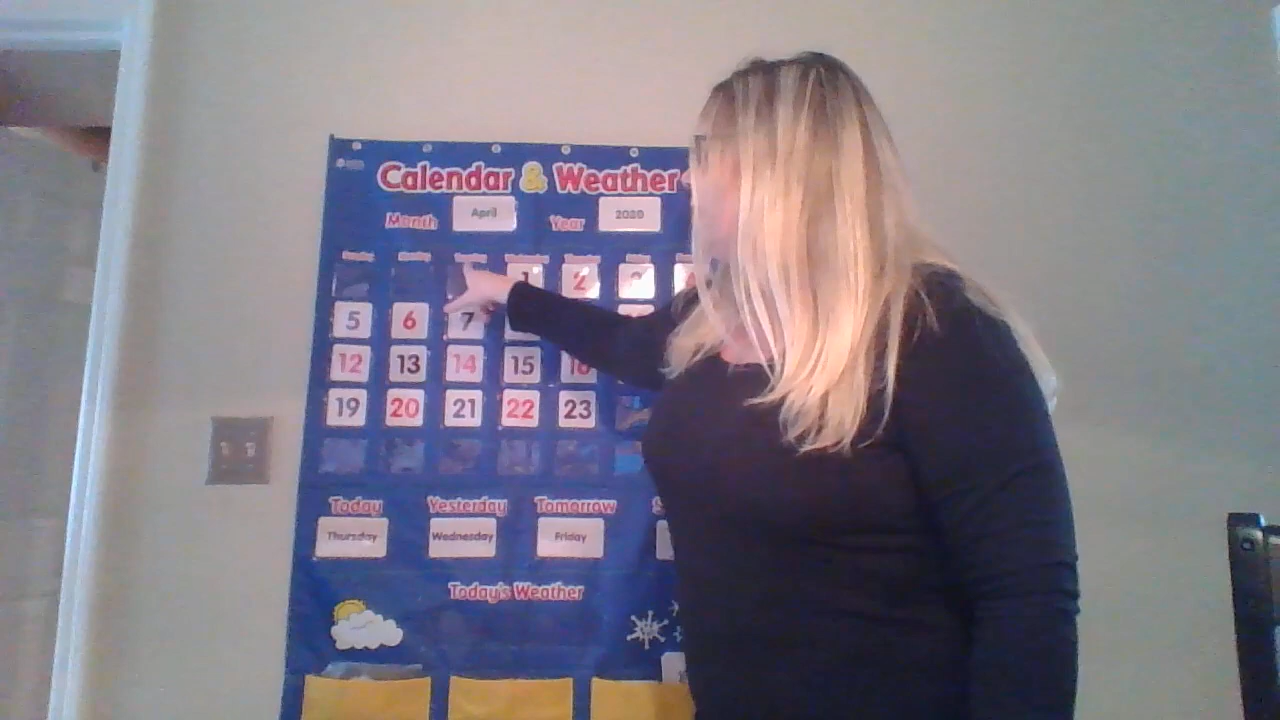 Calendar & Weather
Month April Year 2020
1 2 3
5 6 7
12 13 14 15 16
19 20 21 22 23
Today Yesterday Tomorrow
Thursday Wednesday Friday
Today's Weather